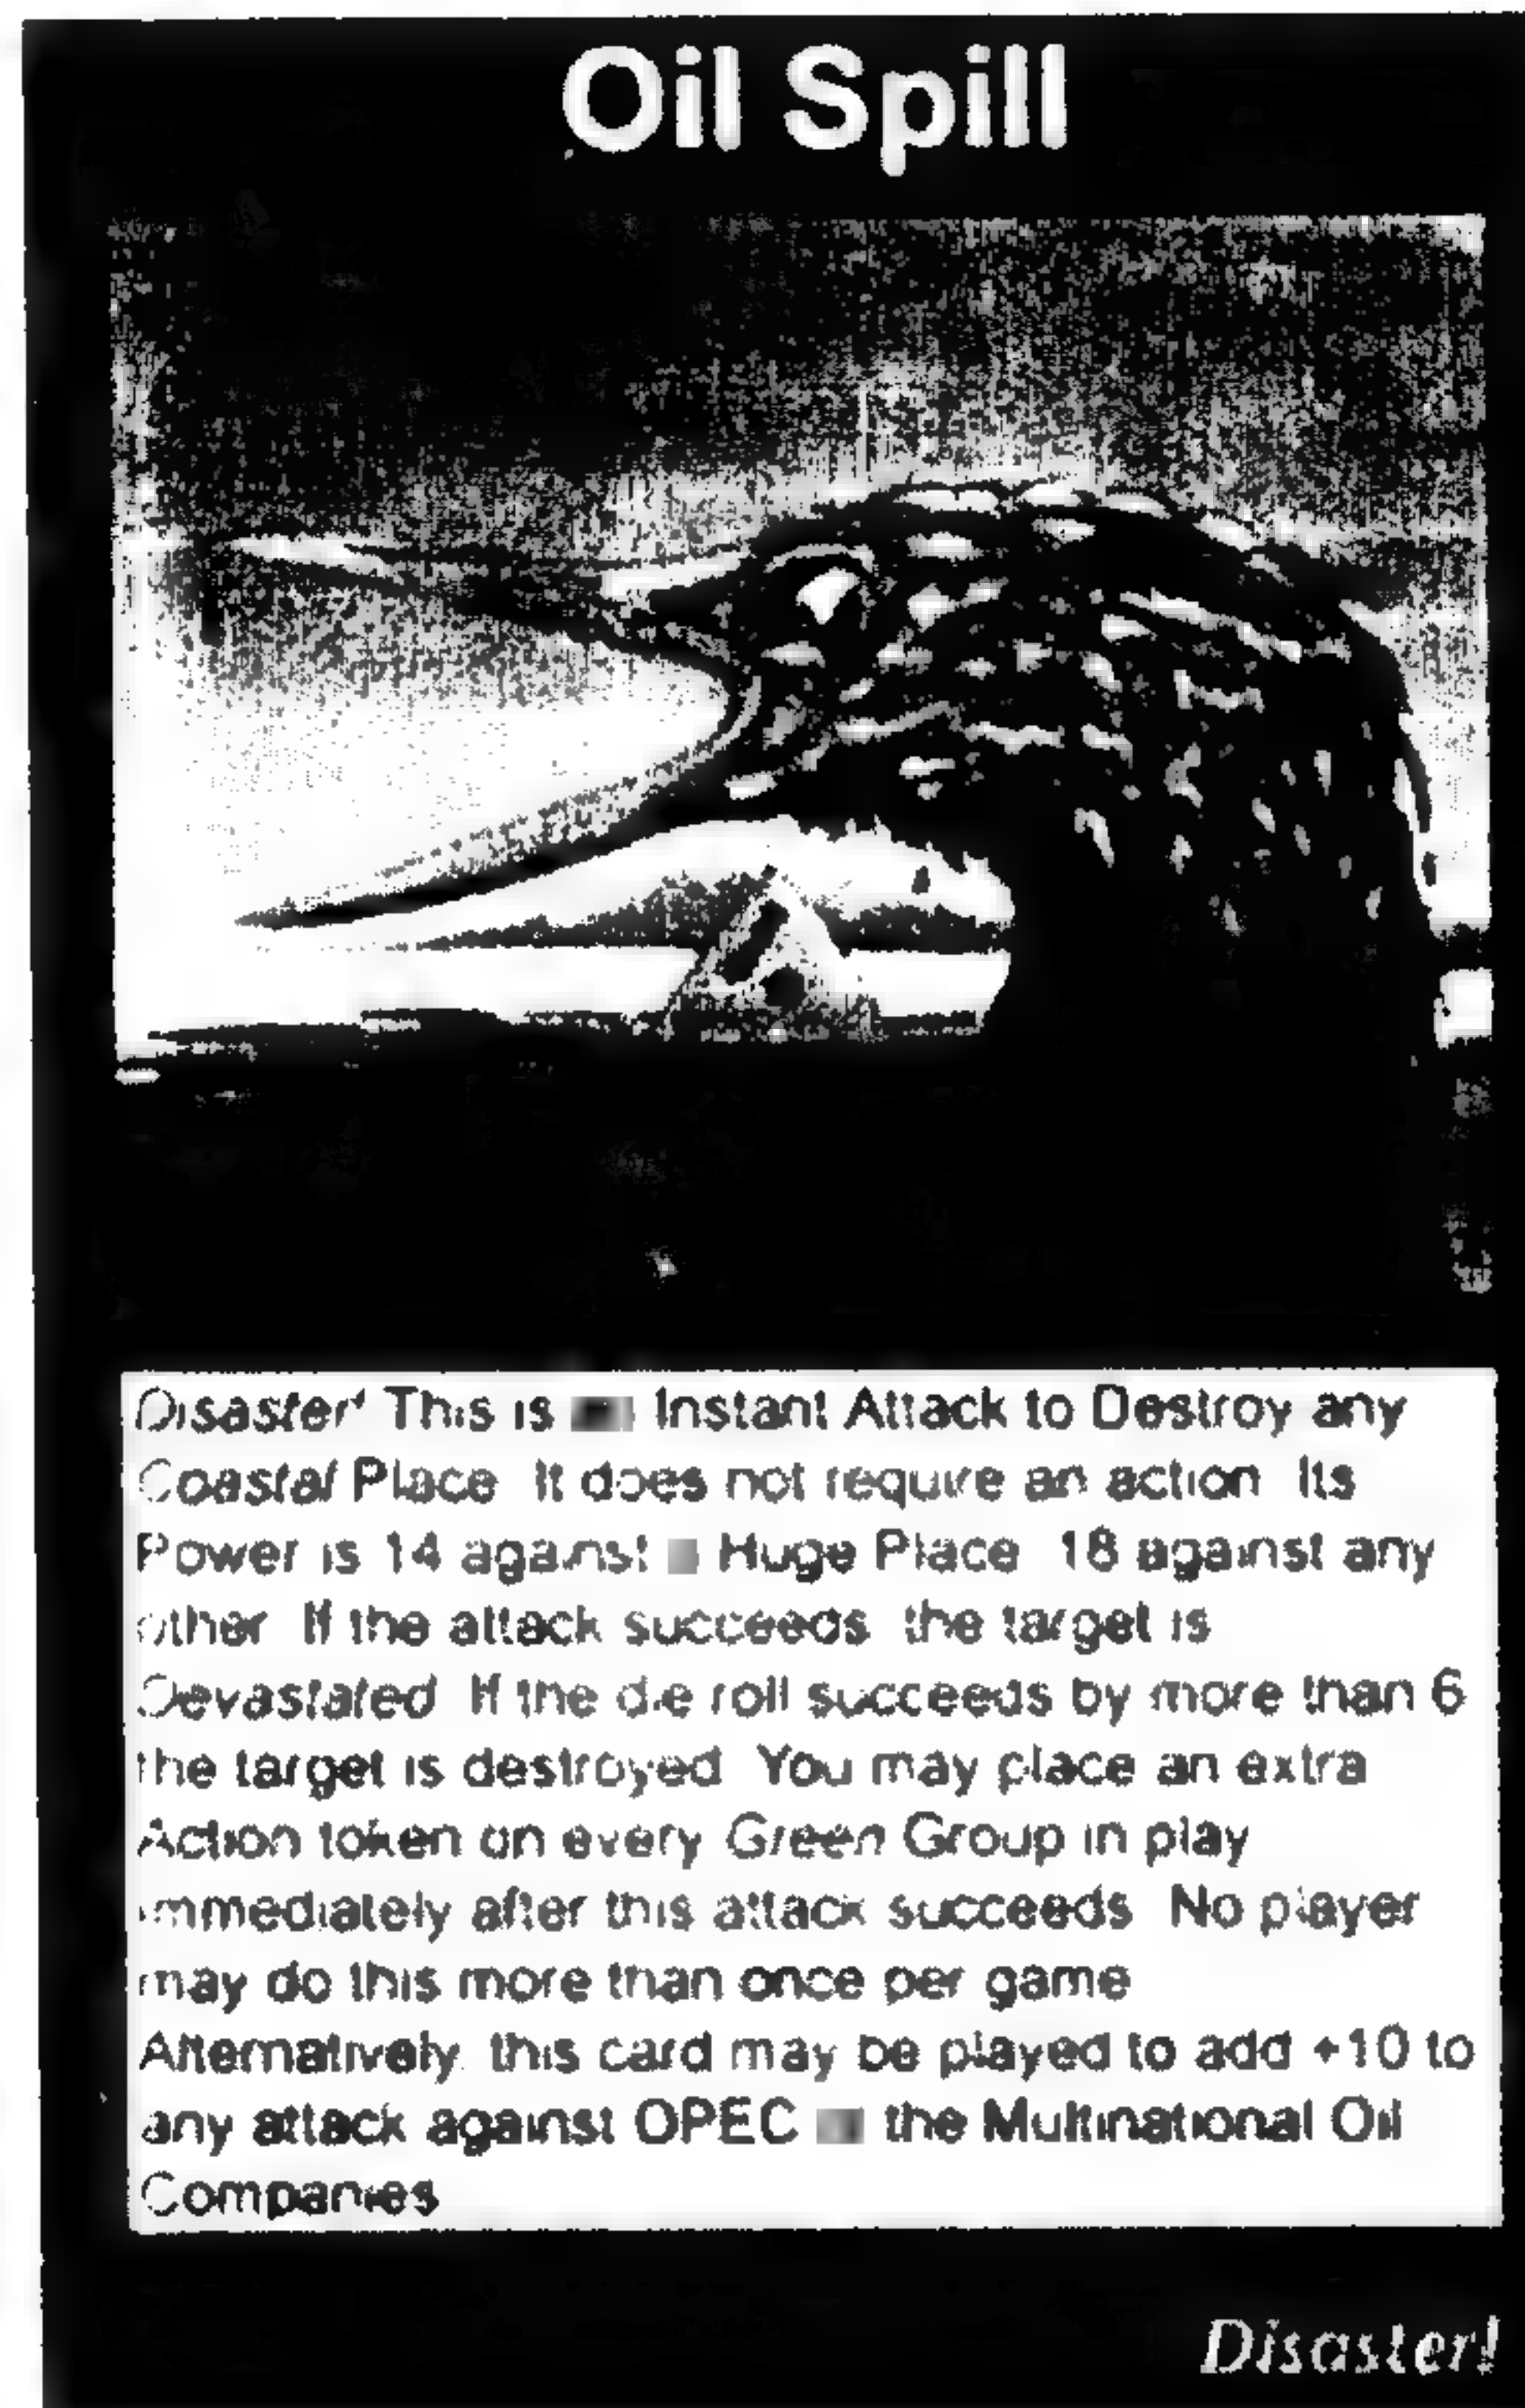 Oil Spill
Disaster! This is Instant Attack to Destroy any
Coastal Place It does not require an action Its
Power is 14 against Huge Place 18 against any
other If the attack succeeds the target is
Devastated If the die roll succeeds by more than 6
the target is destroyed You may place an extra
Action token on every Green Group in play
immediately after this attack succeeds No player
may do this more than once per game
Alternatively this card may be played to add +10 to
any attack against OPEC the Multinational Oil
Companies
Disaster!